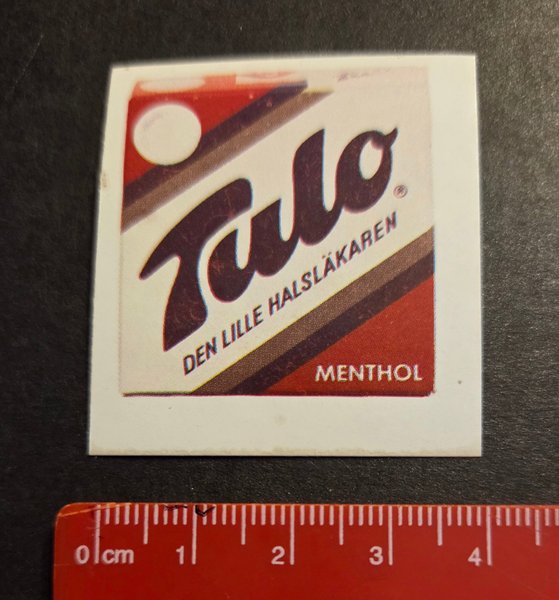 Tulo®
DEN LILLE HALSLÄKAREN
MENTHOL
0 cm 1 2 3 4